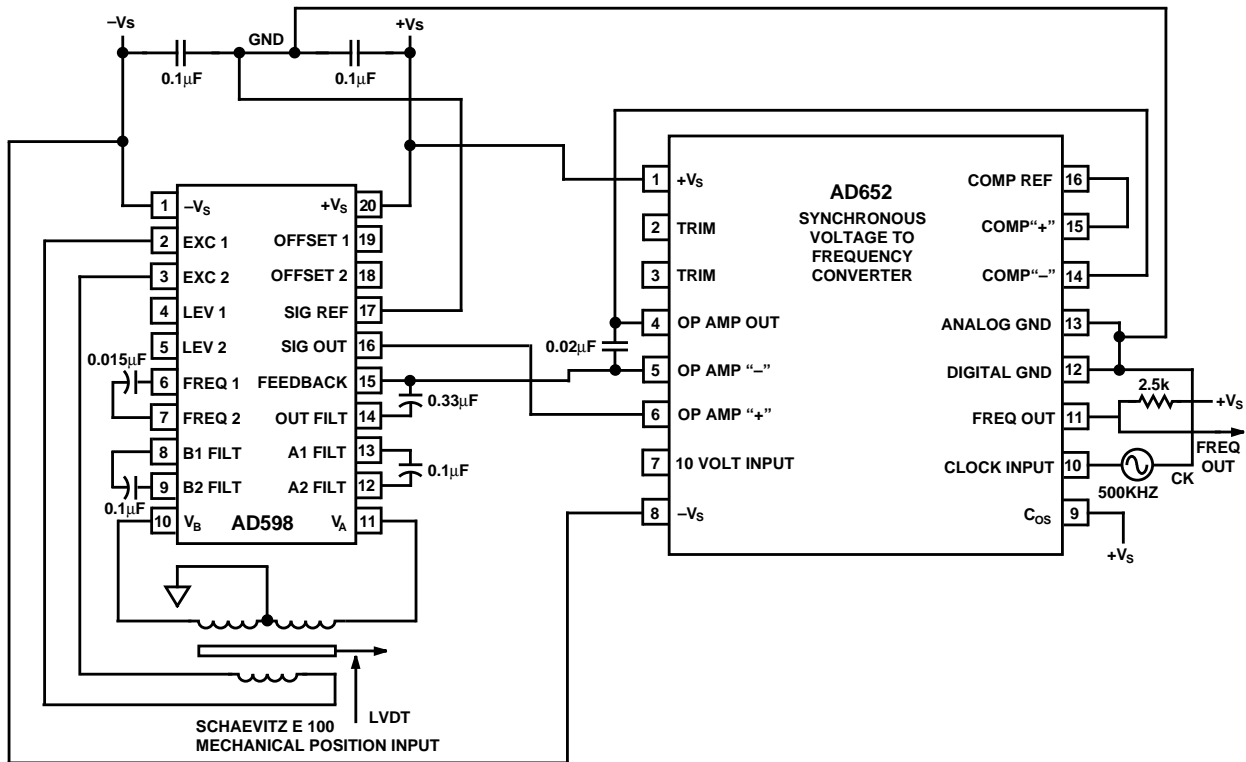 –Vs
+Vs
GND
0.1µF
0.1µF
1
–Vs
2
EXC 1
3
EXC 2
4
LEV 1
5
LEV 2
6
FREQ 1
7
FREQ 2
8
B1 FILT
9
B2 FILT
10
VB
AD598
+Vs
20
OFFSET 1
19
OFFSET 2
18
SIG REF
17
SIG OUT
16
FEEDBACK
15
OUT FILT
14
A1 FILT
13
A2 FILT
12
VA
11
0.015µF
0.1µF
0.33µF
0.1µF
0.02µF
AD652
SYNCHRONOUS
VOLTAGE TO
FREQUENCY
CONVERTER
1
+Vs
2
TRIM
3
TRIM
4
OP AMP OUT
5
OP AMP “–”
6
OP AMP “+”
7
10 VOLT INPUT
8
–Vs
COMP REF
16
COMP“+”
15
COMP“–”
14
ANALOG GND
13
DIGITAL GND
12
FREQ OUT
11
CLOCK INPUT
10
COS
9
2.5k
+Vs
FREQ
OUT
CK
500KHZ
+Vs
LVDT
SCHAEVITZ E 100
MECHANICAL POSITION INPUT